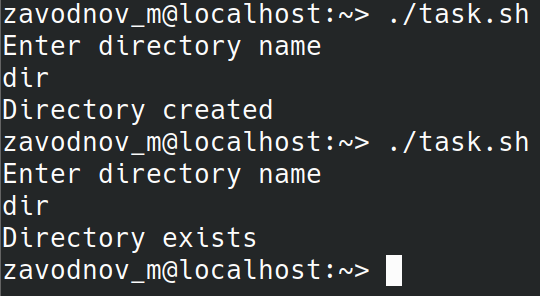 zavodnov_m@localhost:~> ./task.sh
Enter directory name
dir
Directory created
zavodnov_m@localhost:~> ./task.sh
Enter directory name
dir
Directory exists
zavodnov_m@localhost:~>